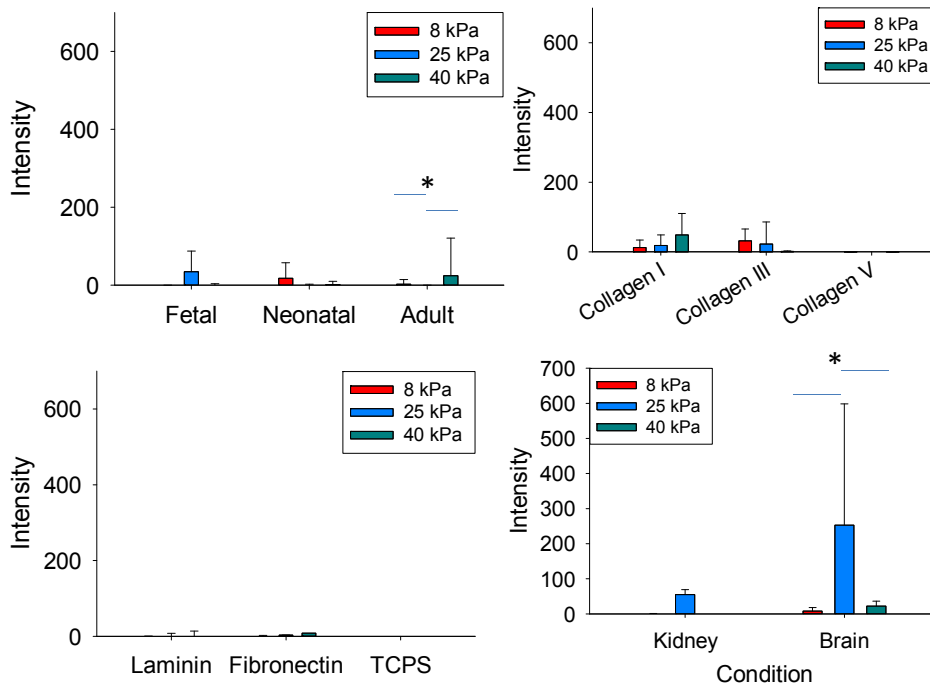 600
400
200
0
Intensity
8 kPa
25 kPa
40 kPa
*
Fetal Neonatal Adult
600
400
200
0
Intensity
8 kPa
25 kPa
40 kPa
Collagen I Collagen III Collagen V
600
400
200
0
Intensity
8 kPa
25 kPa
40 kPa
Laminin Fibronectin TCPS
700
600
500
400
300
200
100
0
Intensity
8 kPa
25 kPa
40 kPa
*
Kidney Brain
Condition